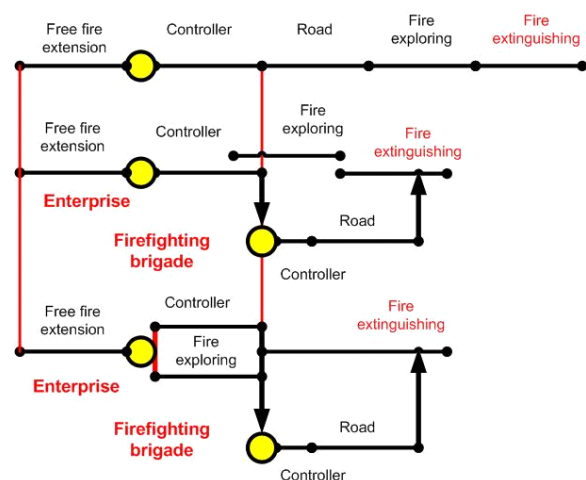 Free fire
extension
Controller
Road
Fire
exploring
Fire
extinguishing
Free fire
extension
Controller
Fire
exploring
Fire
extinguishing
Enterprise
Firefighting
brigade
Road
Controller
Free fire
extension
Controller
Fire
exploring
Fire
extinguishing
Enterprise
Firefighting
brigade
Road
Controller